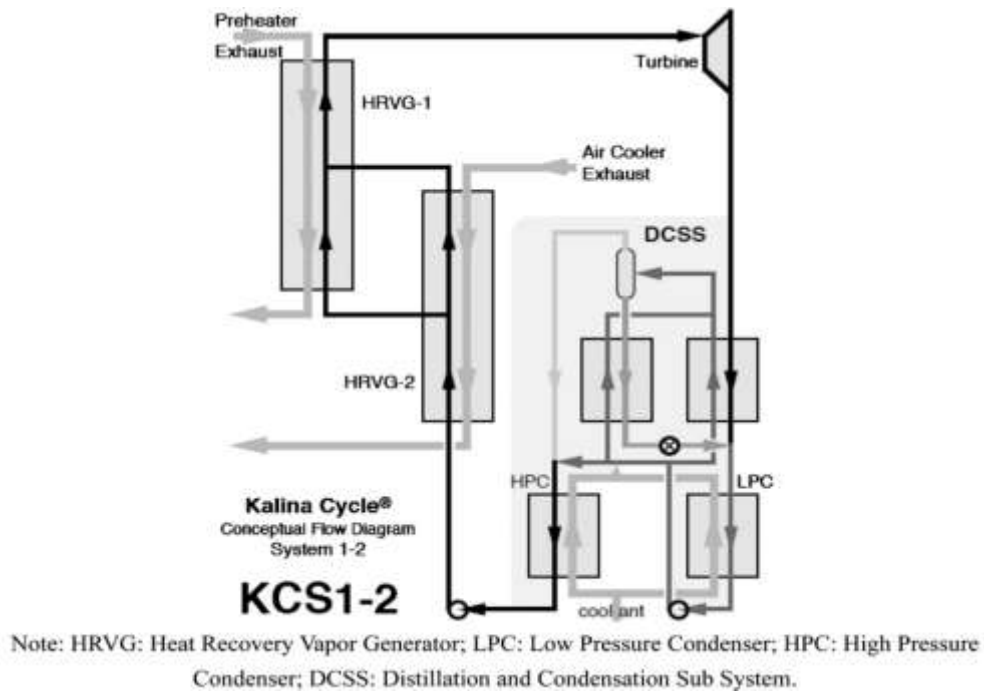 Preheater
Exhaust
Turbine
HRVG-1
Air Cooler
Exhaust
DCSS
HRVG-2
HPC
LPC
Kalina Cycle®
Conceptual Flow Diagram
System 1-2
KCS1-2
coolant
Note: HRVG: Heat Recovery Vapor Generator; LPC: Low Pressure Condenser; HPC: High Pressure
Condenser; DCSS: Distillation and Condensation Sub System.